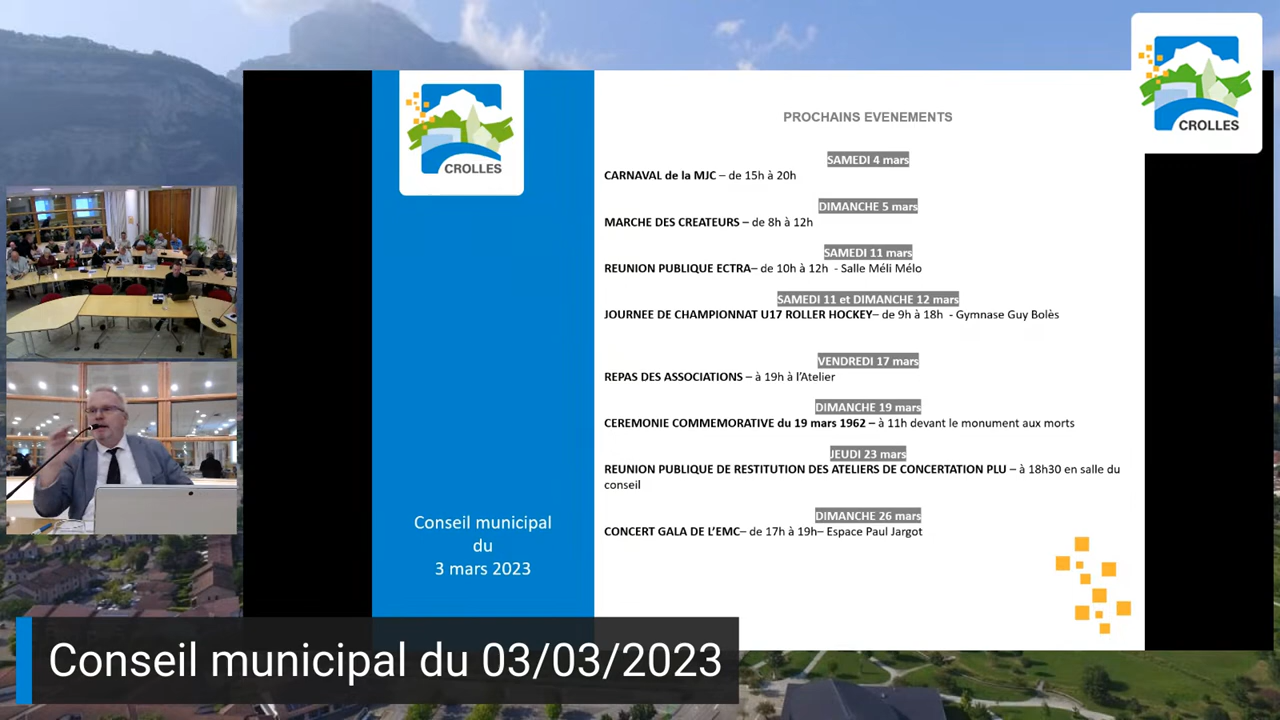 CROLLES
CROLLES
PROCHAINS EVENEMENTS
SAMEDI 4 mars
CARNAVAL de la MJC – de 15h à 20h
DIMANCHE 5 mars
MARCHE DES CREATEURS – de 8h à 12h
SAMEDI 11 mars
REUNION PUBLIQUE ECTRA– de 10h à 12h - Salle Méli Mélo
SAMEDI 11 et DIMANCHE 12 mars
JOURNEE DE CHAMPIONNAT U17 ROLLER HOCKEY– de 9h à 18h - Gymnase Guy Bolès
VENDREDI 17 mars
REPAS DES ASSOCIATIONS – à 19h à l'Atelier
DIMANCHE 19 mars
CEREMONIE COMMEMORATIVE du 19 mars 1962 – à 11h devant le monument aux morts
JEUDI 23 mars
REUNION PUBLIQUE DE RESTITUTION DES ATELIERS DE CONCERTATION PLU – à 18h30 en salle du
conseil
DIMANCHE 26 mars
CONCERT GALA DE L'EMC– de 17h à 19h– Espace Paul Jargot
Conseil municipal
du
3 mars 2023
Conseil municipal du 03/03/2023